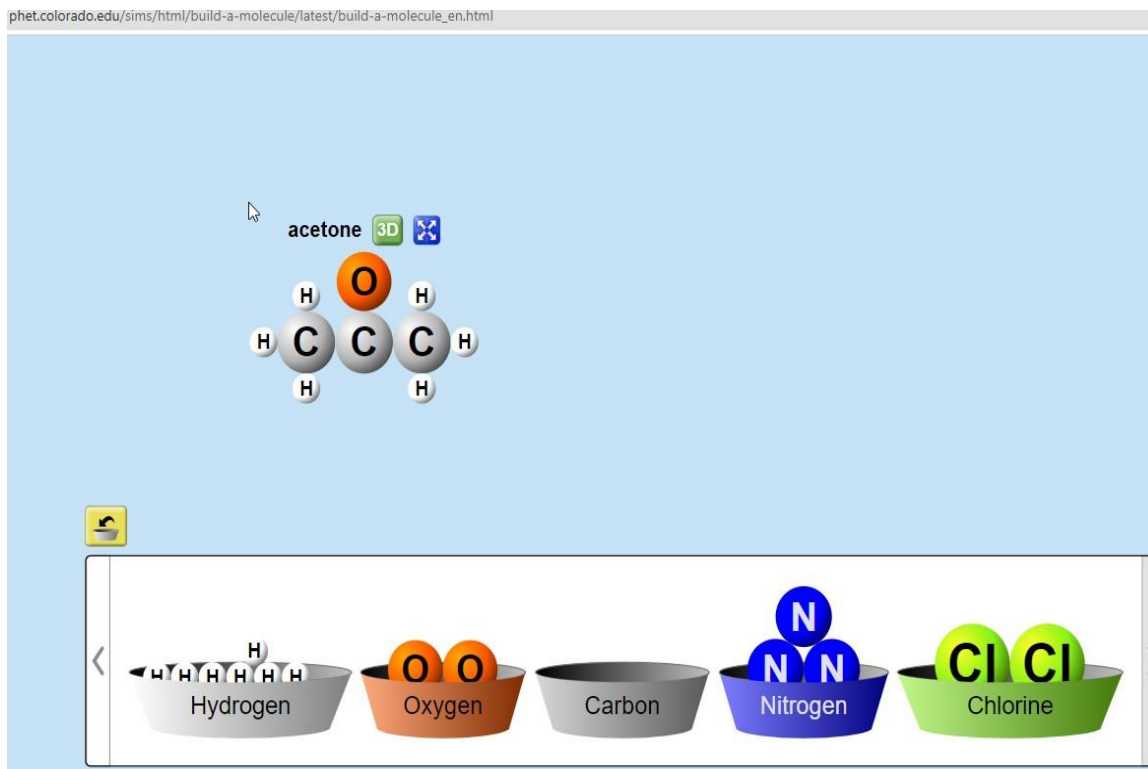 phet.colorado.edu/sims/html/build-a-molecule/latest/build-a-molecule_en.html
acetone 3D
O
H H
H C C C H
H H
N
H
H H H H H H O O N N Cl Cl
Hydrogen Oxygen Carbon Nitrogen Chlorine